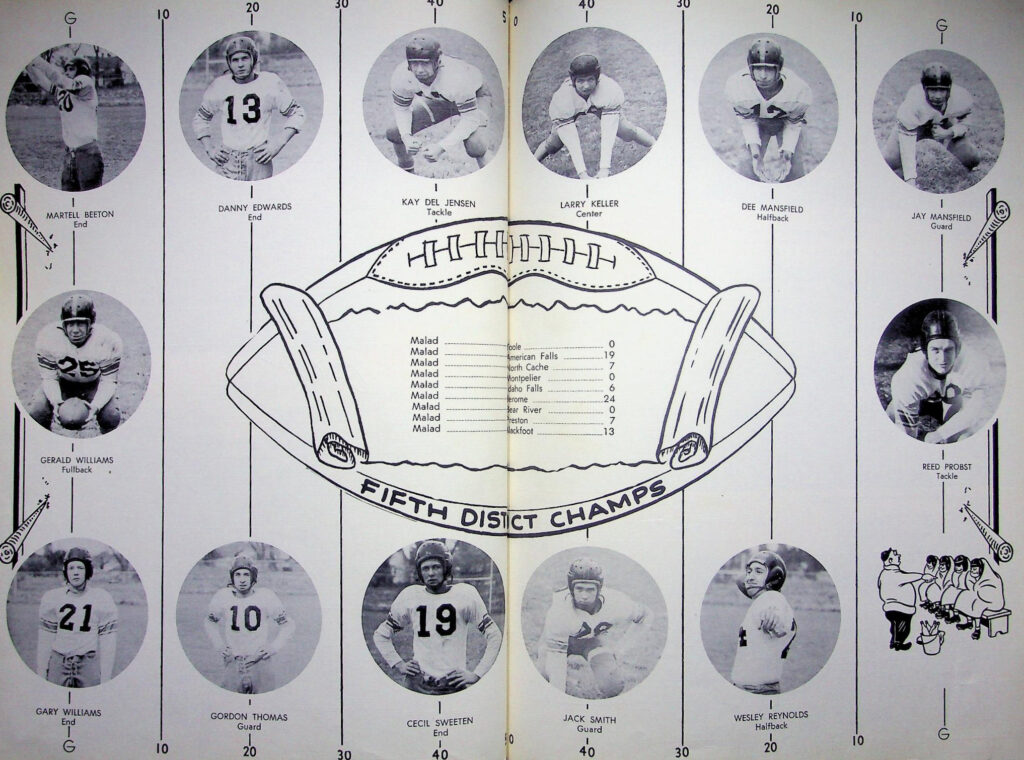 G 10 20 30 40 5 0 40 30 20 10 G
30
13
17
MARTELL BEETON
End
DANNY EDWARDS
End
KAY DEL JENSEN
Tackle
LARRY KELLER
Center
DEE MANSFIELD
Halfback
JAY MANSFIELD
Guard
25
GERALD WILLIAMS
Fullback
Malad Toole 0
Malad American Falls 19
Malad North Cache 7
Malad Montpelier 0
Malad Idaho Falls 6
Malad Jerome 24
Malad Bear River 0
Malad Preston 7
Malad Blackfoot 13
FIFTH DISTICT CHAMPS
REED PROBST
Tackle
21
10
19
4
GARY WILLIAMS
End
GORDON THOMAS
Guard
CECIL SWEETEN
End
JACK SMITH
Guard
WESLEY REYNOLDS
Halfback
G 10 20 30 40 0 40 30 20 10 G